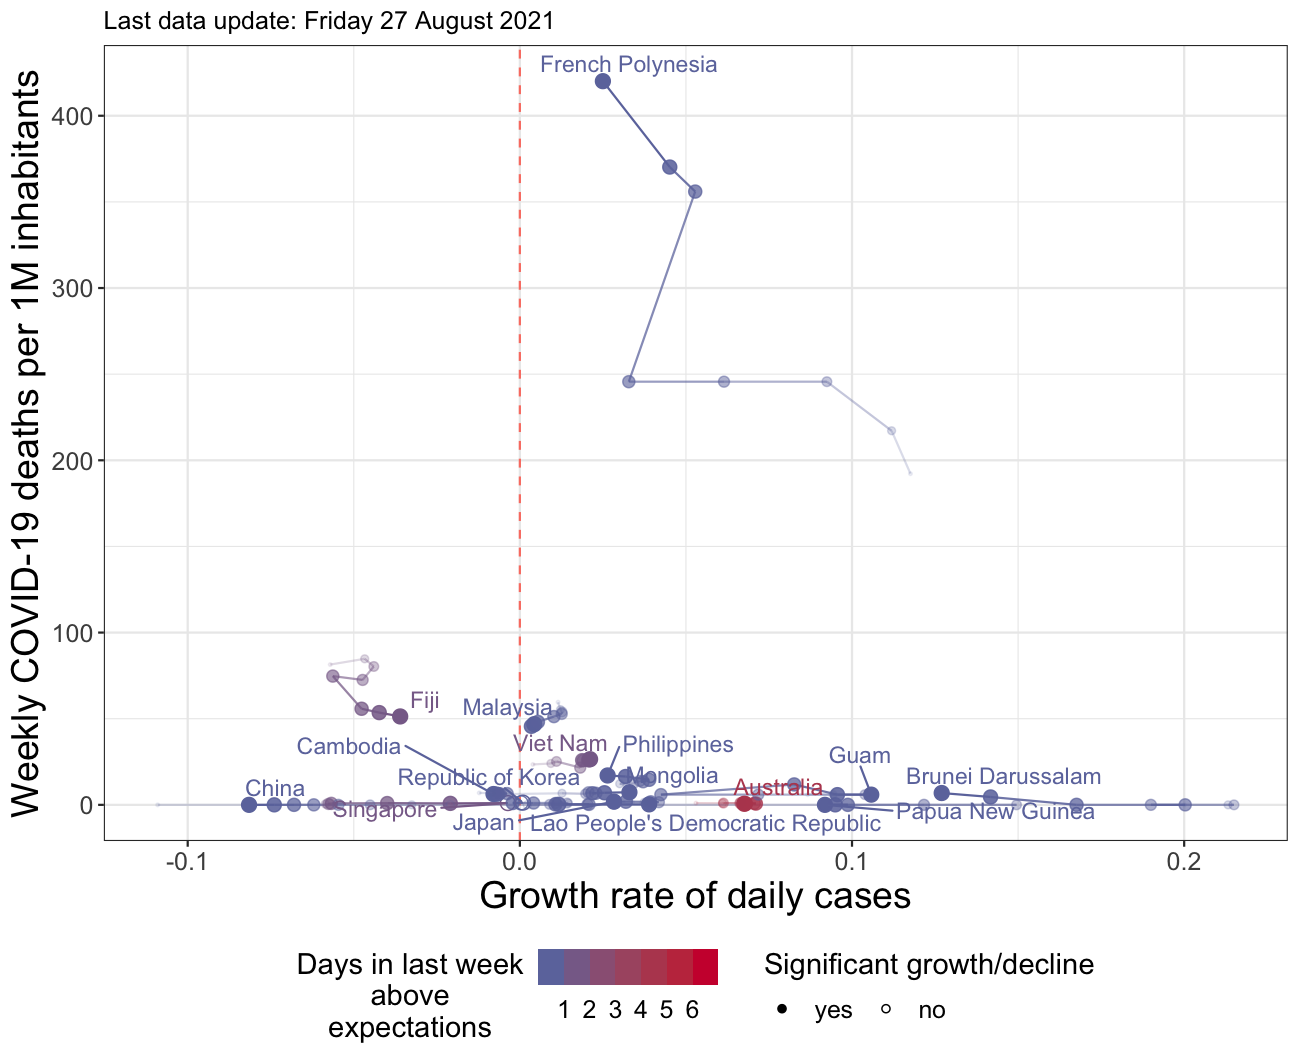 Last data update: Friday 27 August 2021
Weekly COVID-19 deaths per 1M inhabitants
400
300
200
100
0
French Polynesia
Fiji
Malaysia
Viet Nam
Philippines
Cambodia
Guam
Republic of Korea
Mongolia
Brunei Darussalam
China
Australia
Singapore
Papua New Guinea
Japan
Lao People's Democratic Republic
-0.1
0.0
0.1
0.2
Growth rate of daily cases
Days in last week
above
expectations
1 2 3 4 5 6
Significant growth/decline
yes no